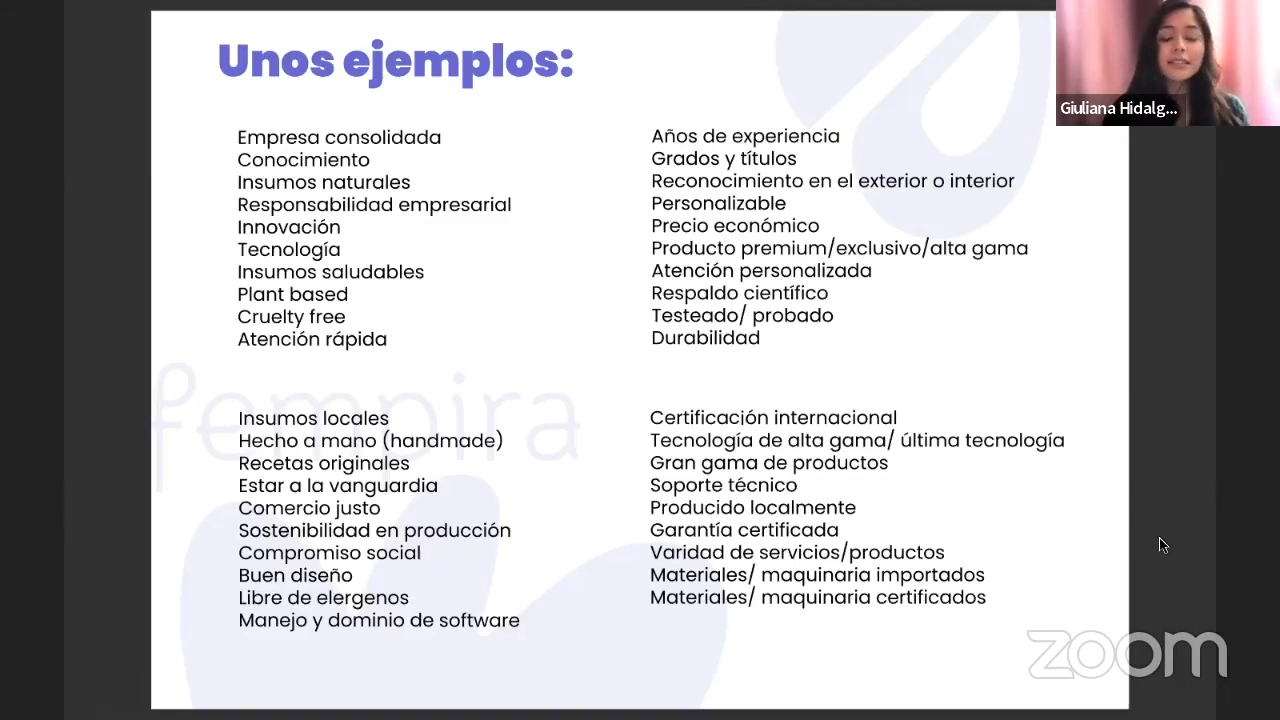 Unos ejemplos:
Empresa consolidada
Conocimiento
Insumos naturales
Responsabilidad empresarial
Innovación
Tecnología
Insumos saludables
Plant based
Cruelty free
Atención rápida
Años de experiencia
Grados y títulos
Reconocimiento en el exterior o interior
Personalizable
Precio económico
Producto premium/exclusivo/alta gama
Atención personalizada
Respaldo científico
Testeado/ probado
Durabilidad
Insumos locales
Hecho a mano (handmade)
Recetas originales
Estar a la vanguardia
Comercio justo
Sostenibilidad en producción
Compromiso social
Buen diseño
Libre de elergenos
Manejo y dominio de software
Certificación internacional
Tecnología de alta gama/ última tecnología
Gran gama de productos
Soporte técnico
Producido localmente
Garantía certificada
Varidad de servicios/productos
Materiales/ maquinaria importados
Materiales/ maquinaria certificados
fempira
Giuliana Hidalg...
zoom